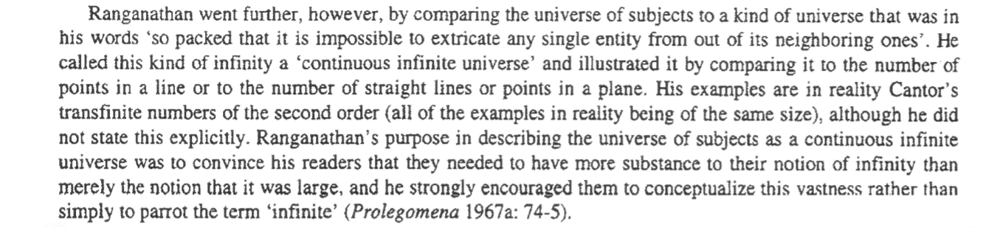 Ranganathan went further, however, by comparing the universe of subjects to a kind of universe that was in
his words ‘so packed that it is impossible to extricate any single entity from out of its neighboring ones’. He
called this kind of infinity a ‘continuous infinite universe’ and illustrated it by comparing it to the number of
points in a line or to the number of straight lines or points in a plane. His examples are in reality Cantor’s
transfinite numbers of the second order (all of the examples in reality being of the same size), although he did
not state this explicitly. Ranganathan’s purpose in describing the universe of subjects as a continuous infinite
universe was to convince his readers that they needed to have more substance to their notion of infinity than
merely the notion that it was large, and he strongly encouraged them to conceptualize this vastness rather than
simply to parrot the term ‘infinite’ (Prolegomena 1967a: 74-5).